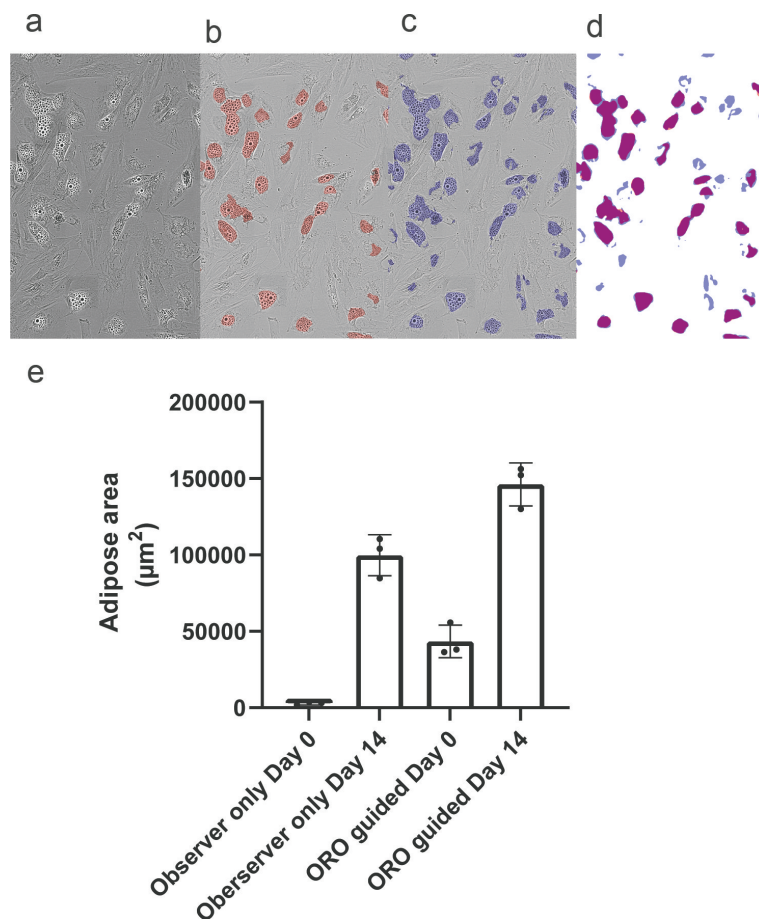 a
b
c
d
e
200000
150000
100000
50000
0
Adipose area
(µm²)
Observer only Day 0
Oberserver only Day 14
ORO guided Day 0
ORO guided Day 14